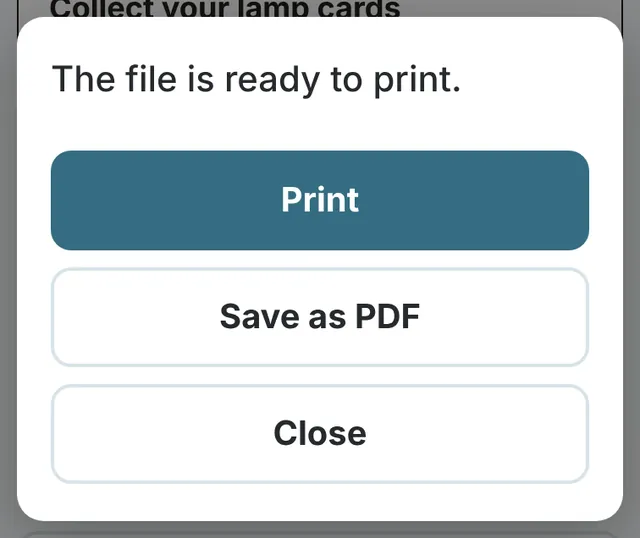 Collect your lamp cards
The file is ready to print.
Print
Save as PDF
Close